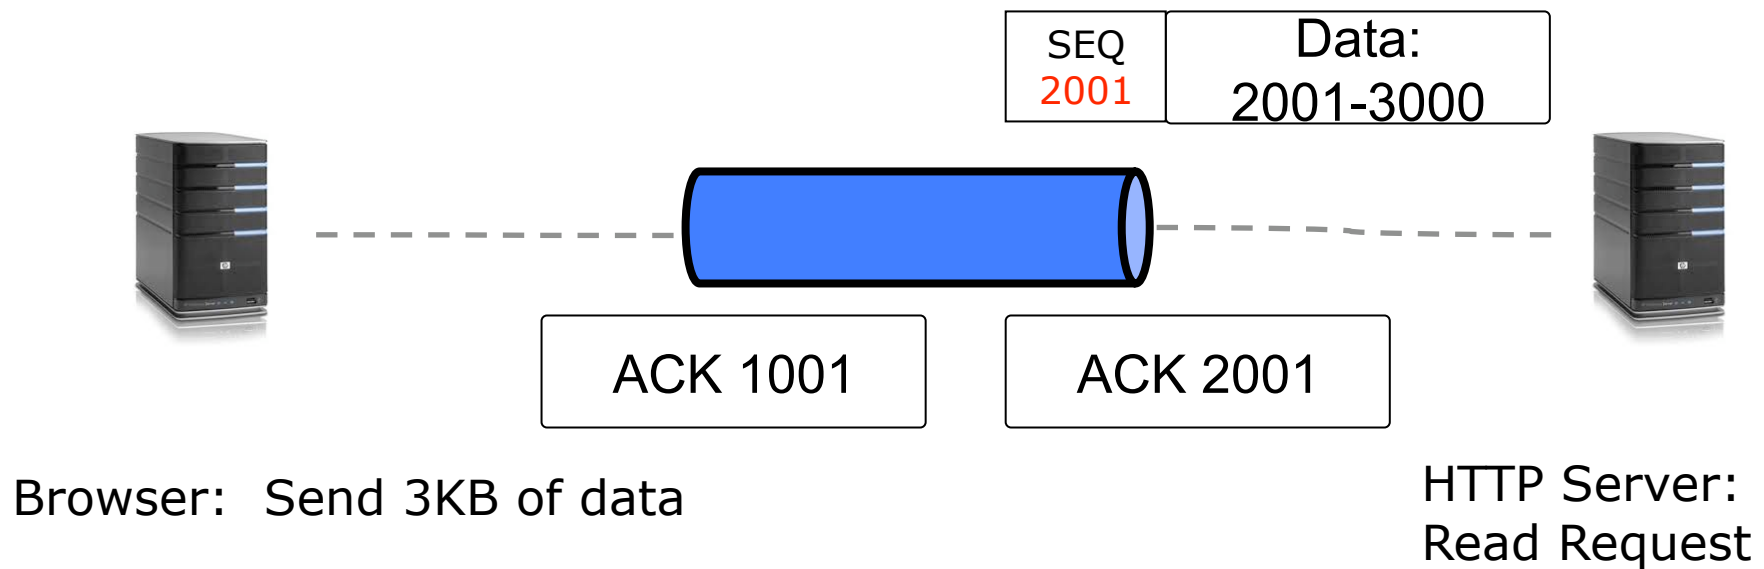 SEQ
2001
Data:
2001-3000
ACK 1001
ACK 2001
Browser: Send 3KB of data
HTTP Server:
Read Request